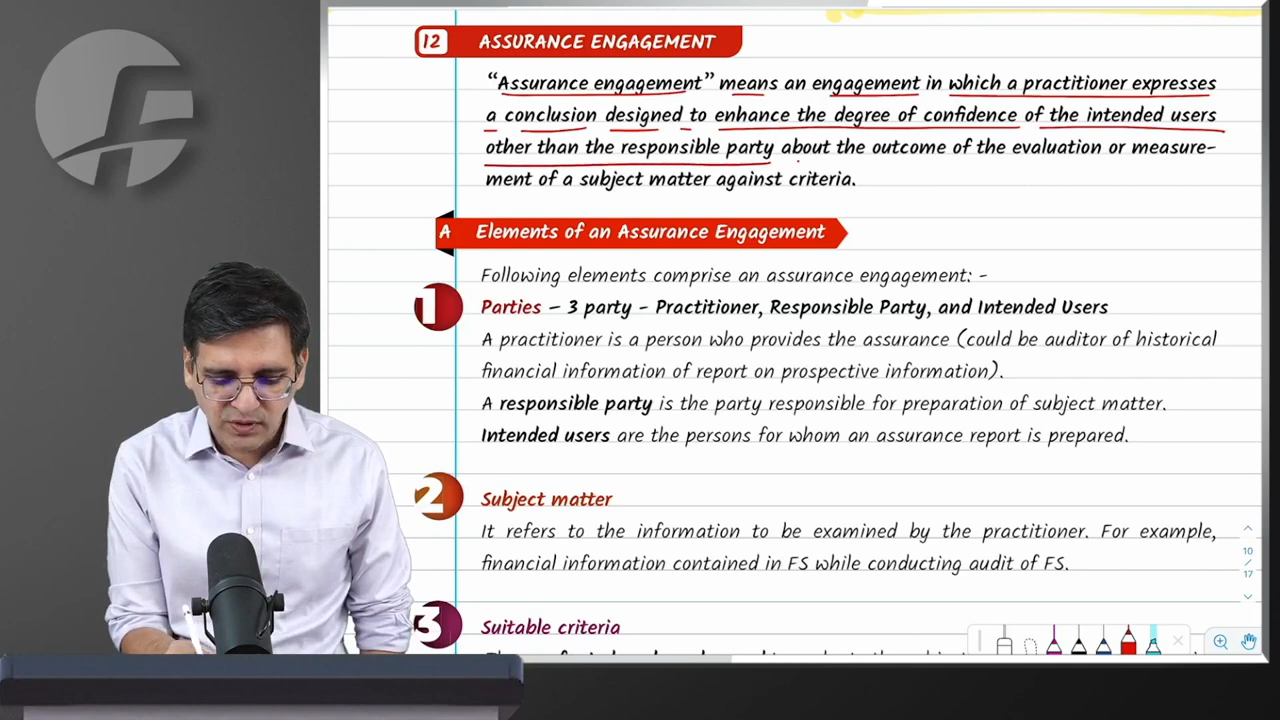 12 ASSURANCE ENGAGEMENT
“Assurance engagement” means an engagement in which a practitioner expresses
a conclusion designed to enhance the degree of confidence of the intended users
other than the responsible party about the outcome of the evaluation or measure-
ment of a subject matter against criteria.
A Elements of an Assurance Engagement
Following elements comprise an assurance engagement: -
1 Parties – 3 party - Practitioner, Responsible Party, and Intended Users
A practitioner is a person who provides the assurance (could be auditor of historical
financial information of report on prospective information).
A responsible party is the party responsible for preparation of subject matter.
Intended users are the persons for whom an assurance report is prepared.
2 Subject matter
It refers to the information to be examined by the practitioner. For example,
financial information contained in FS while conducting audit of FS.
3 Suitable criteria
10
/
17